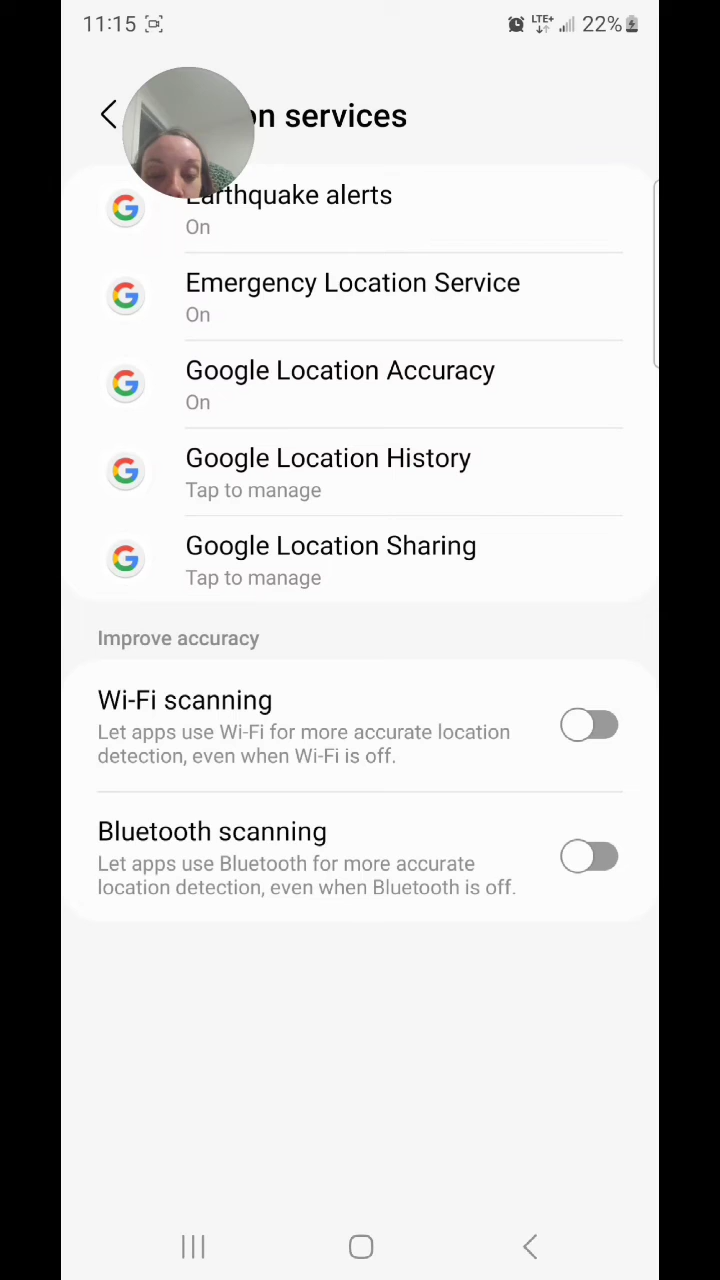 11:15
LTE+
22%
on services
Earthquake alerts
On
Emergency Location Service
On
Google Location Accuracy
On
Google Location History
Tap to manage
Google Location Sharing
Tap to manage
Improve accuracy
Wi-Fi scanning
Let apps use Wi-Fi for more accurate location
detection, even when Wi-Fi is off.
Bluetooth scanning
Let apps use Bluetooth for more accurate
location detection, even when Bluetooth is off.